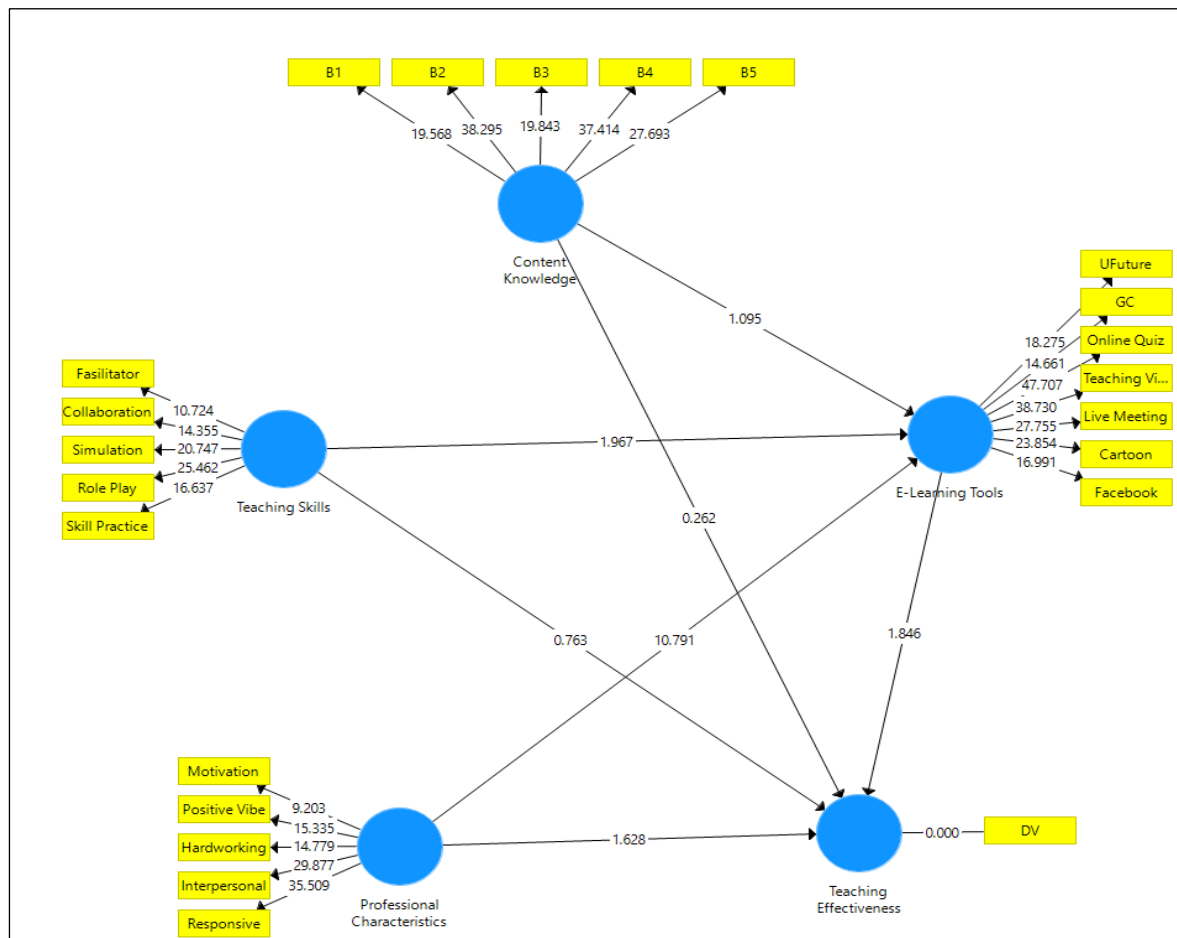 B1
B2
B3
B4
B5
19.568
38.295
19.843
37.414
27.693
Content
Knowledge
UFuture
GC
Online Quiz
Teaching Vi...
Live Meeting
Cartoon
Facebook
18.275
14.661
47.707
38.730
27.755
23.854
16.991
E-Learning Tools
1.095
Fasilitator
Collaboration
Simulation
Role Play
Skill Practice
10.724
14.355
20.747
25.462
16.637
Teaching Skills
1.967
0.262
0.763
10.791
1.846
Motivation
Positive Vibe
Hardworking
Interpersonal
Responsive
9.203
15.335
14.779
29.877
35.509
Professional
Characteristics
1.628
Teaching
Effectiveness
0.000
DV